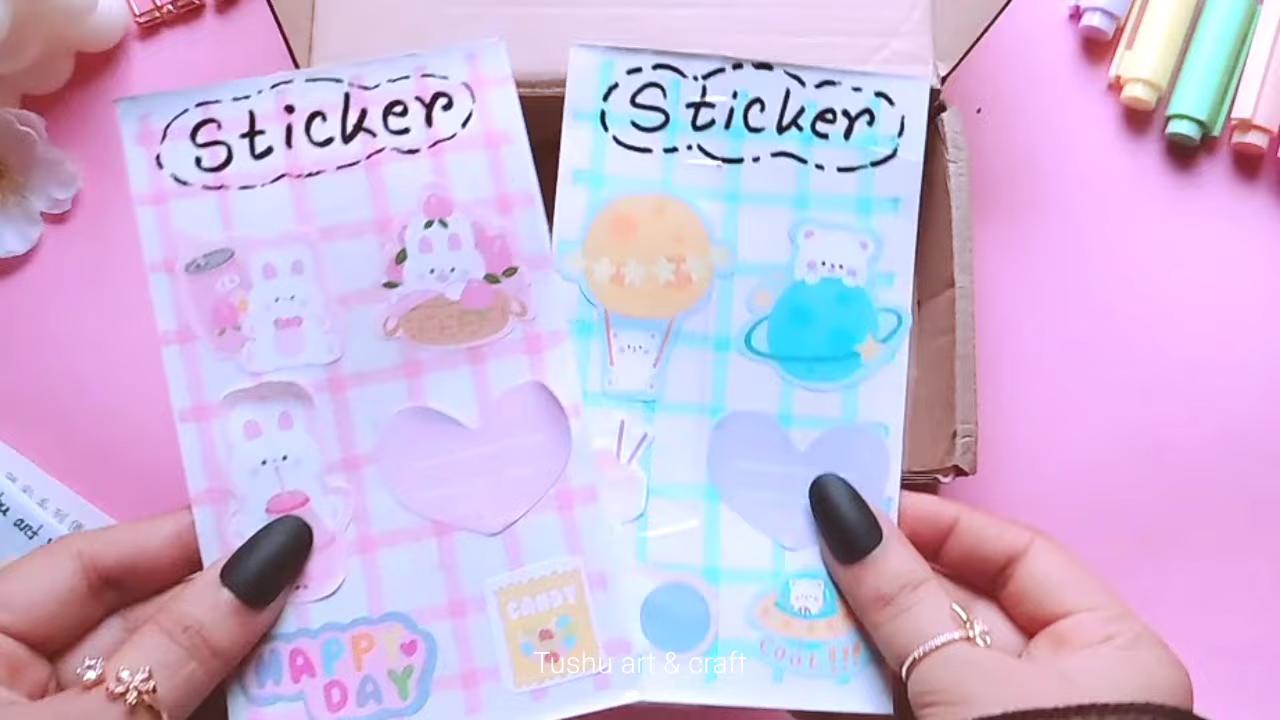 Sticker
Sticker
HAPPY
DAY
CANDY
COOL!!!
Tushu art & craft